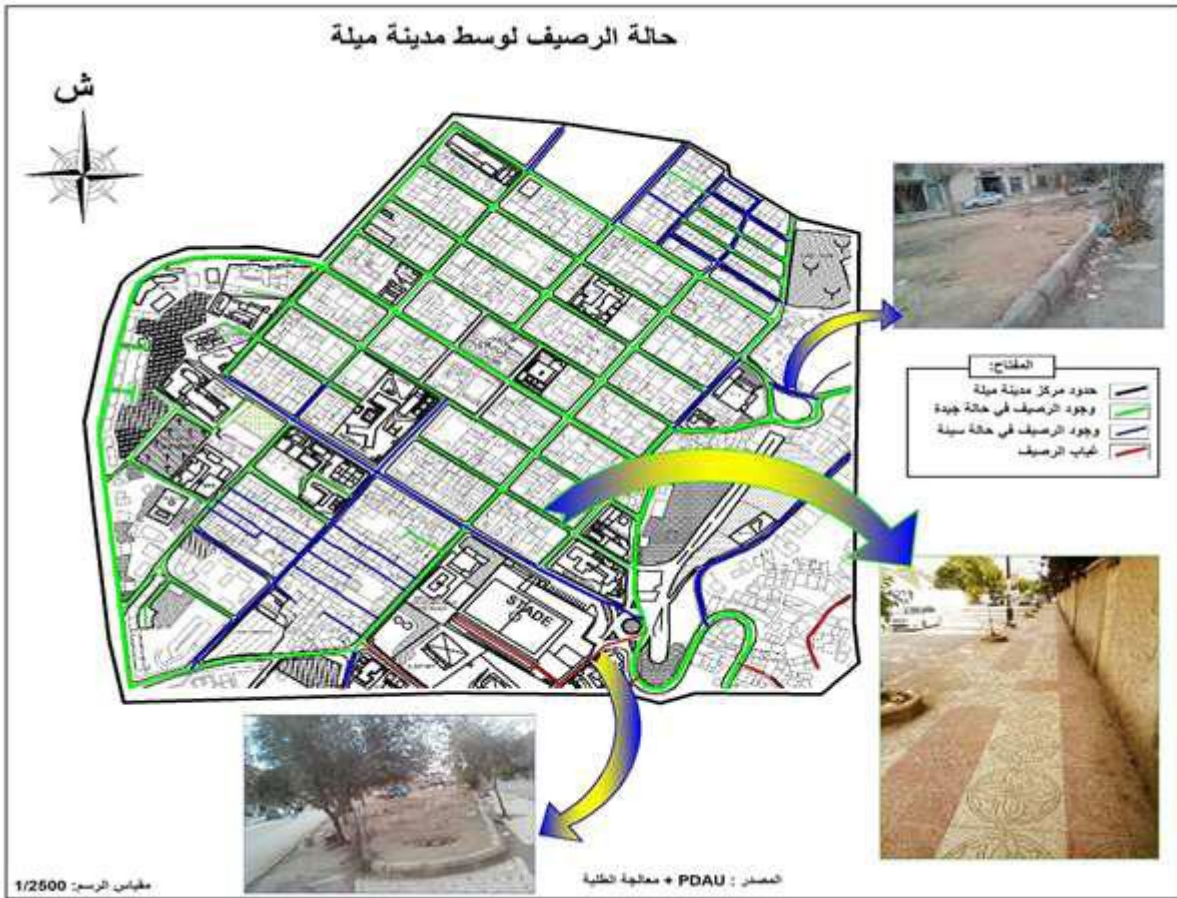 حالة الرصيف لوسط مدينة ميلة
ش
المفتاح:
حدود مركز مدينة ميلة
وجود الرصيف في حالة جيدة
وجود الرصيف في حالة سيئة
غياب الرصيف
STADE
المصدر : PDAU + معالجة الطلبة
مقياس الرسم: 1/2500